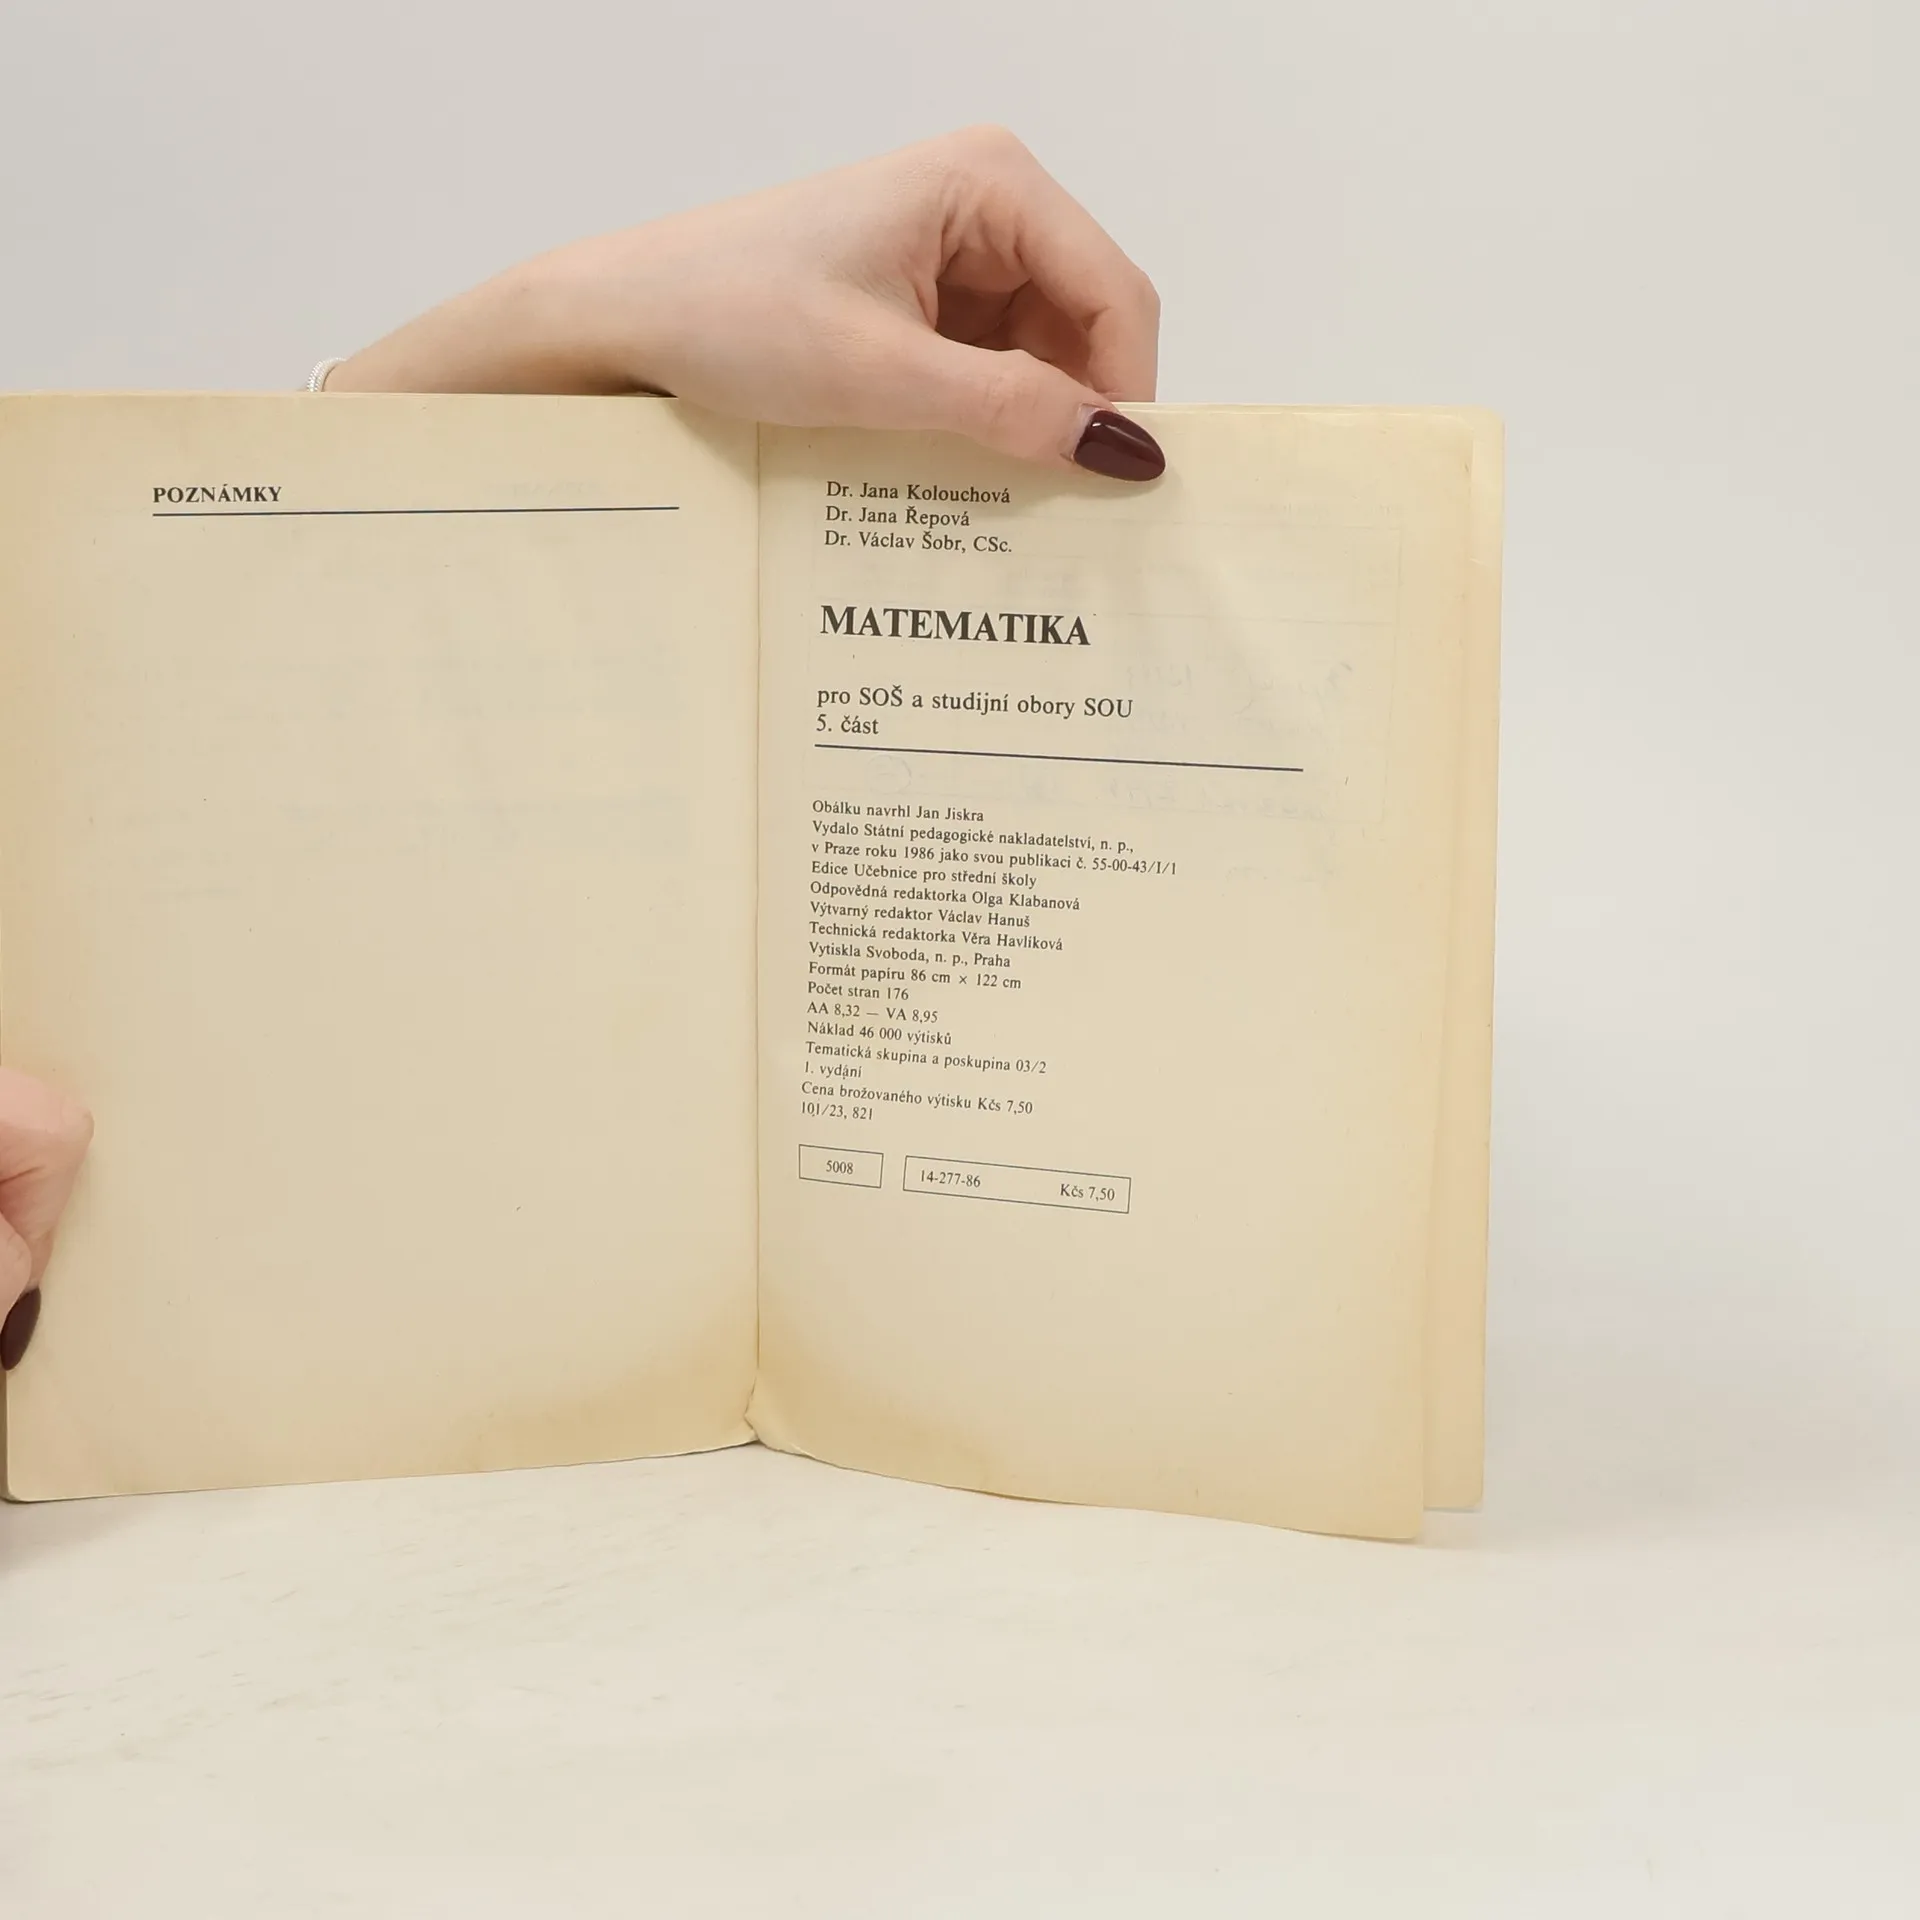 POZNÁMKY
Dr. Jana Kolouchová
Dr. Jana Řepová
Dr. Václav Šobr, CSc.
MATEMATIKA
pro SOŠ a studijní obory SOU
5. část
Obálku navrhl Jan Jiskra
Vydalo Státní pedagogické nakladatelství, n. p.,
v Praze roku 1986 jako svou publikaci č. 55-00-43/I/1
Edice Učebnice pro střední školy
Odpovědná redaktorka Olga Klabanová
Výtvarný redaktor Václav Hanuš
Technická redaktorka Věra Havlíková
Vytiskla Svoboda, n. p., Praha
Formát papíru 86 cm × 122 cm
Počet stran 176
AA 8,32 — VA 8,95
Náklad 46 000 výtisků
Tematická skupina a poskupina 03/2
1. vydání
Cena brožovaného výtisku Kčs 7,50
101/23, 821
5008 14-277-86 Kčs 7,50